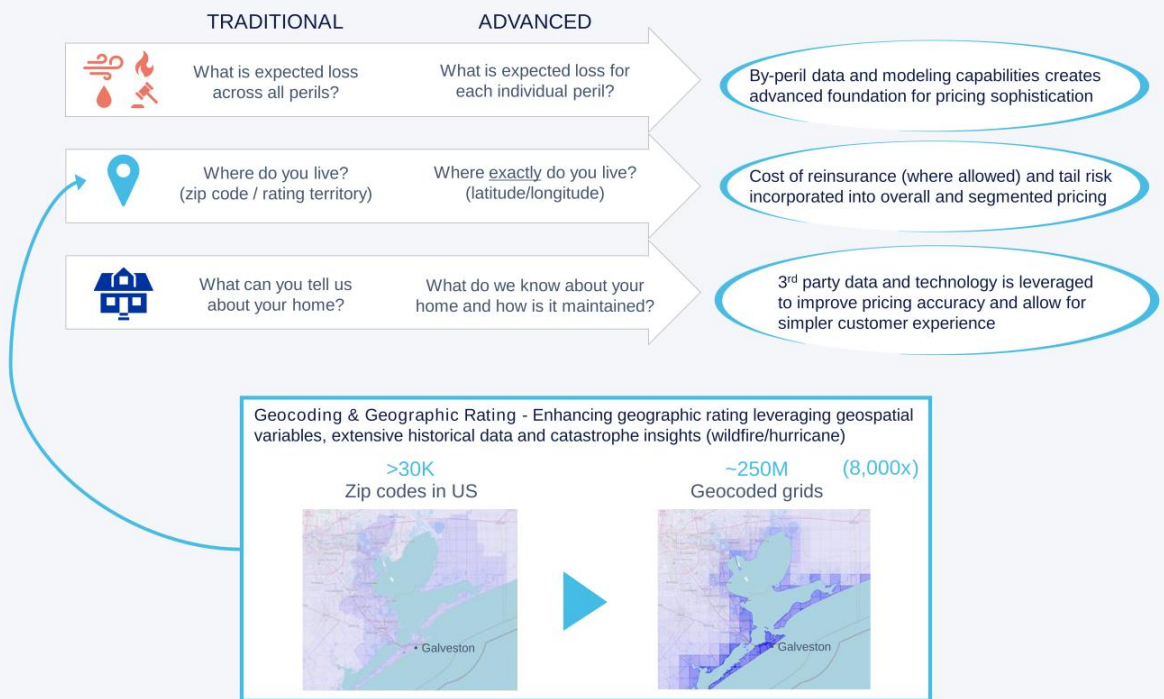 TRADITIONAL
ADVANCED
What is expected loss
across all perils?
What is expected loss for
each individual peril?
By-peril data and modeling capabilities creates
advanced foundation for pricing sophistication
Where do you live?
(zip code / rating territory)
Where exactly do you live?
(latitude/longitude)
Cost of reinsurance (where allowed) and tail risk
incorporated into overall and segmented pricing
What can you tell us
about your home?
What do we know about your
home and how is it maintained?
3rd party data and technology is leveraged
to improve pricing accuracy and allow for
simpler customer experience
Geocoding & Geographic Rating - Enhancing geographic rating leveraging geospatial
variables, extensive historical data and catastrophe insights (wildfire/hurricane)
>30K
Zip codes in US
~250M
(8,000x)
Geocoded grids
• Galveston
• Galveston